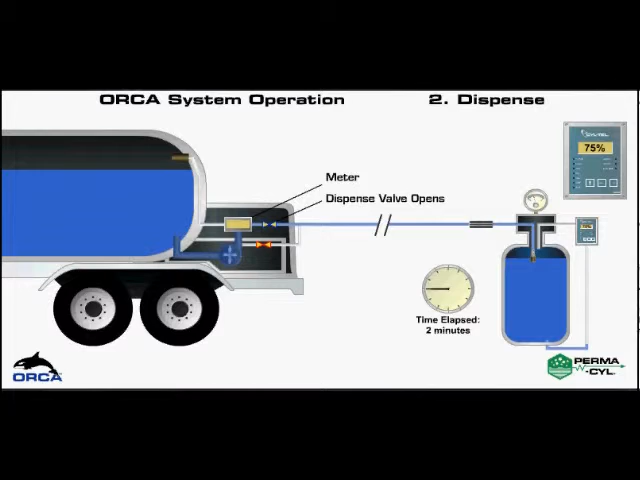 ORCA System Operation
2. Dispense
75%
Meter
Dispense Valve Opens
Time Elapsed:
2 minutes
ORCA
PERMA
-CYL